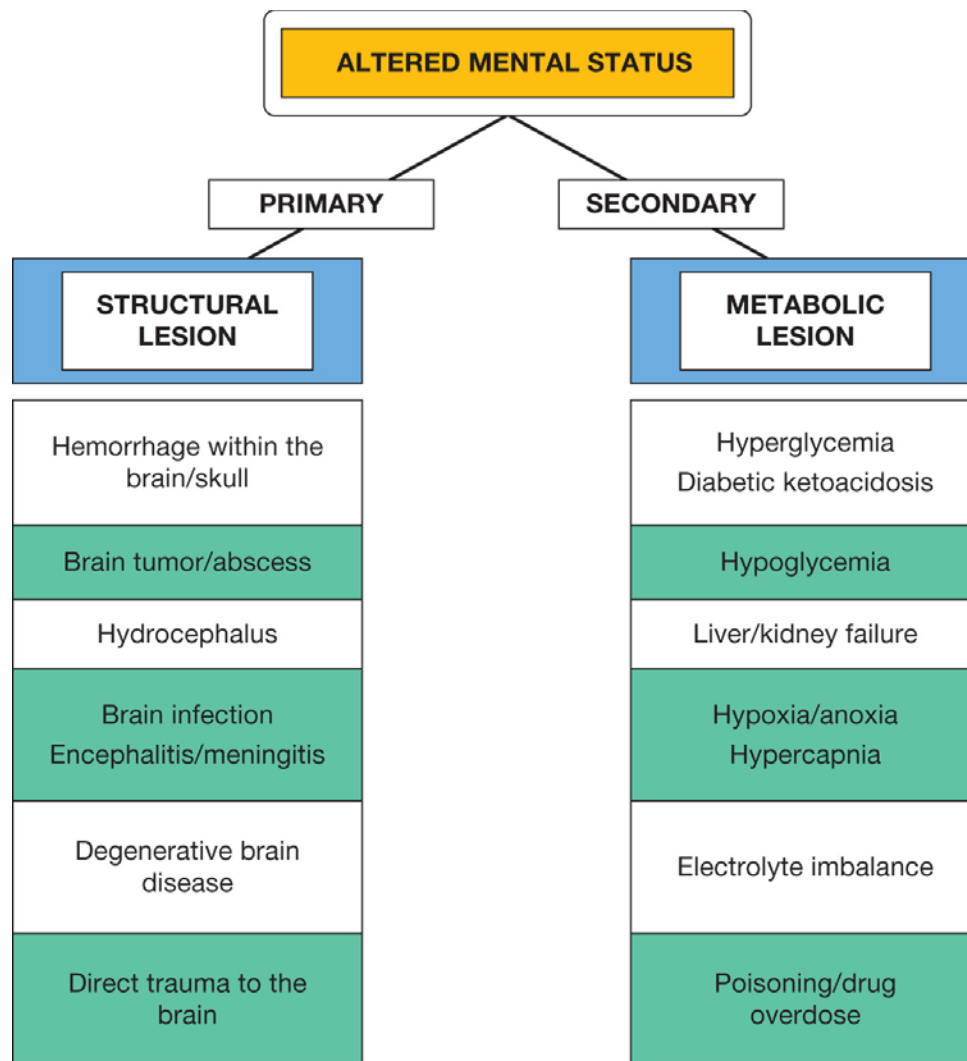 ALTERED MENTAL STATUS
PRIMARY
SECONDARY
STRUCTURAL
LESION
METABOLIC
LESION
Hemorrhage within the
brain/skull
Hyperglycemia
Diabetic ketoacidosis
Brain tumor/abscess
Hypoglycemia
Hydrocephalus
Liver/kidney failure
Brain infection
Encephalitis/meningitis
Hypoxia/anoxia
Hypercapnia
Degenerative brain
disease
Electrolyte imbalance
Direct trauma to the
brain
Poisoning/drug
overdose